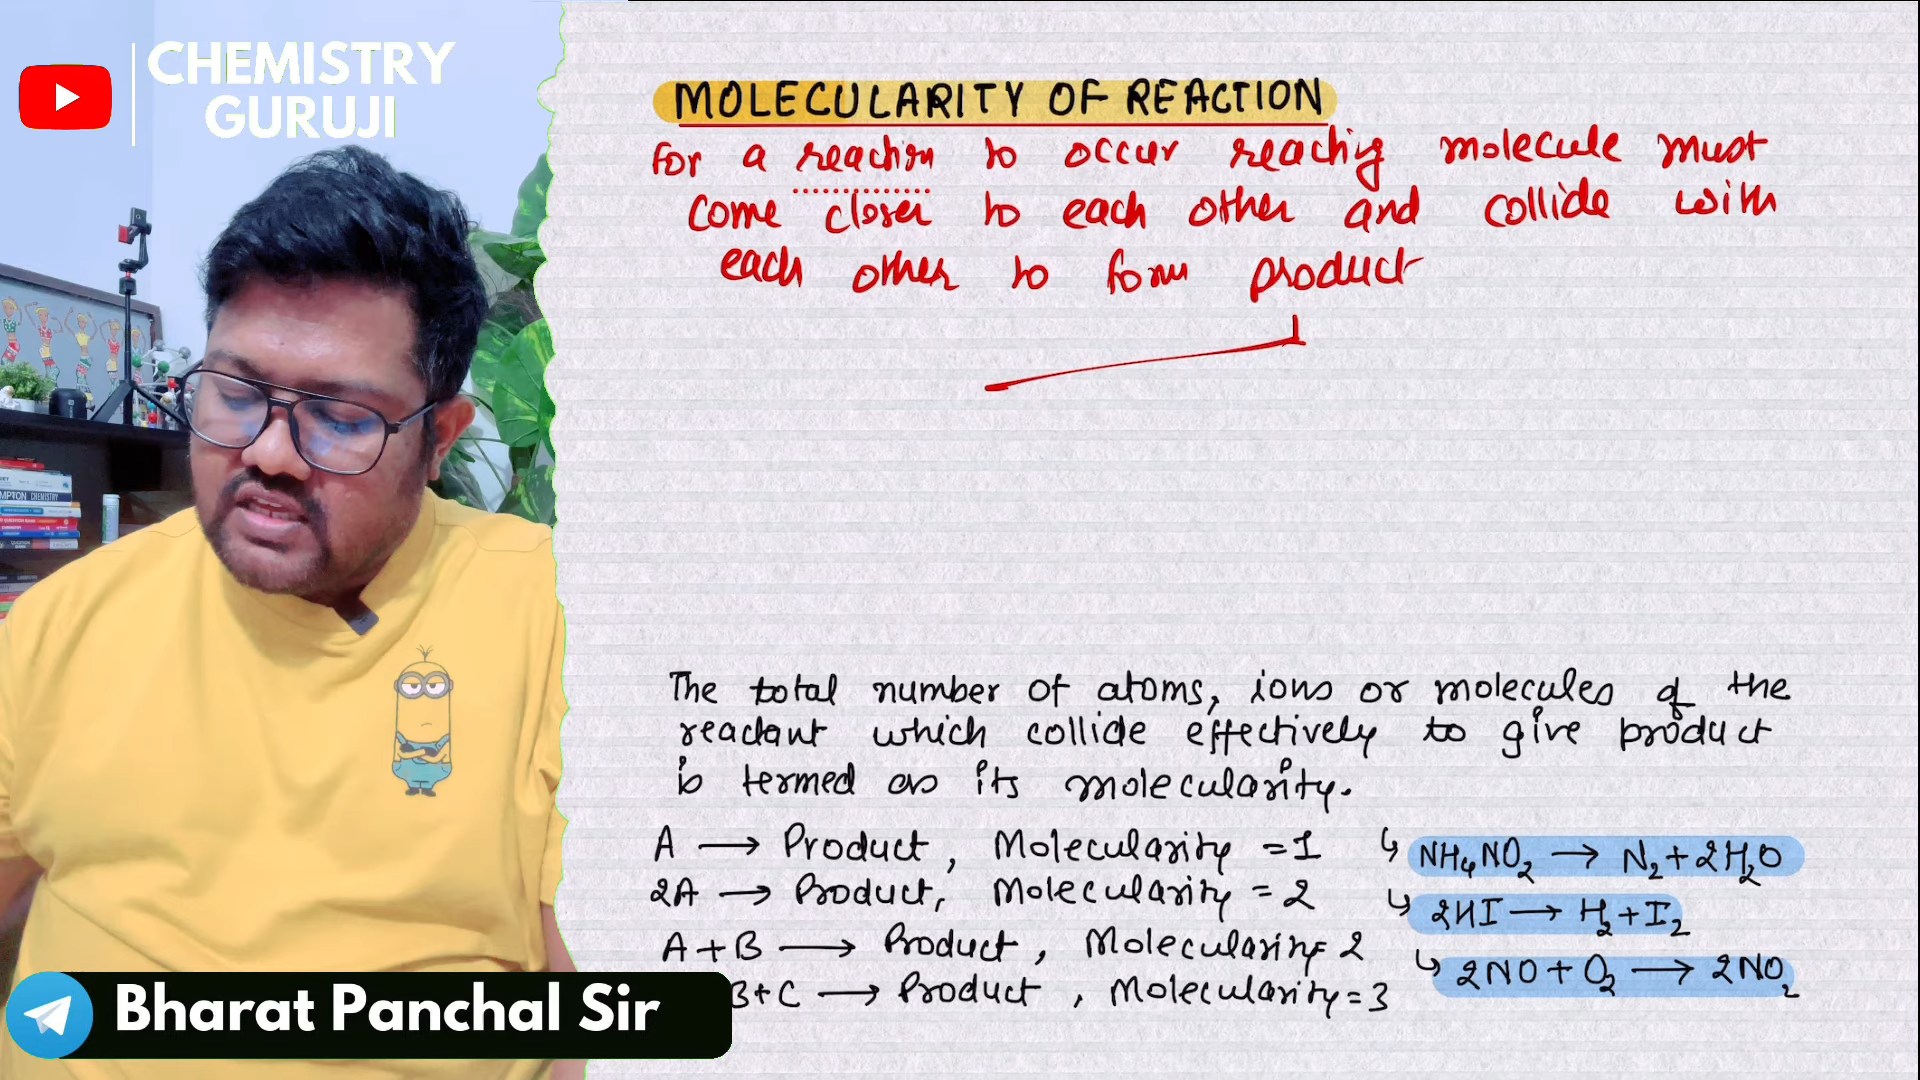 CHEMISTRY
GURUJI
MOLECULARITY OF REACTION
For a reaction to occur reacting molecule must
come closer to each other and collide with
each other to form product
The total number of atoms, ions or molecules of the
reactant which collide effectively to give product
is termed as its molecularity.
A → Product, Molecularity = 1
2A → Product, Molecularity = 2
A + B → Product, Molecularity = 2
B + C → Product, Molecularity = 3
↳ NH₄NO₂ → N₂ + 2H₂O
↳ 2HI → H₂ + I₂
↳ 2NO + O₂ → 2NO₂
MPTON CHEMISTRY
Bharat Panchal Sir